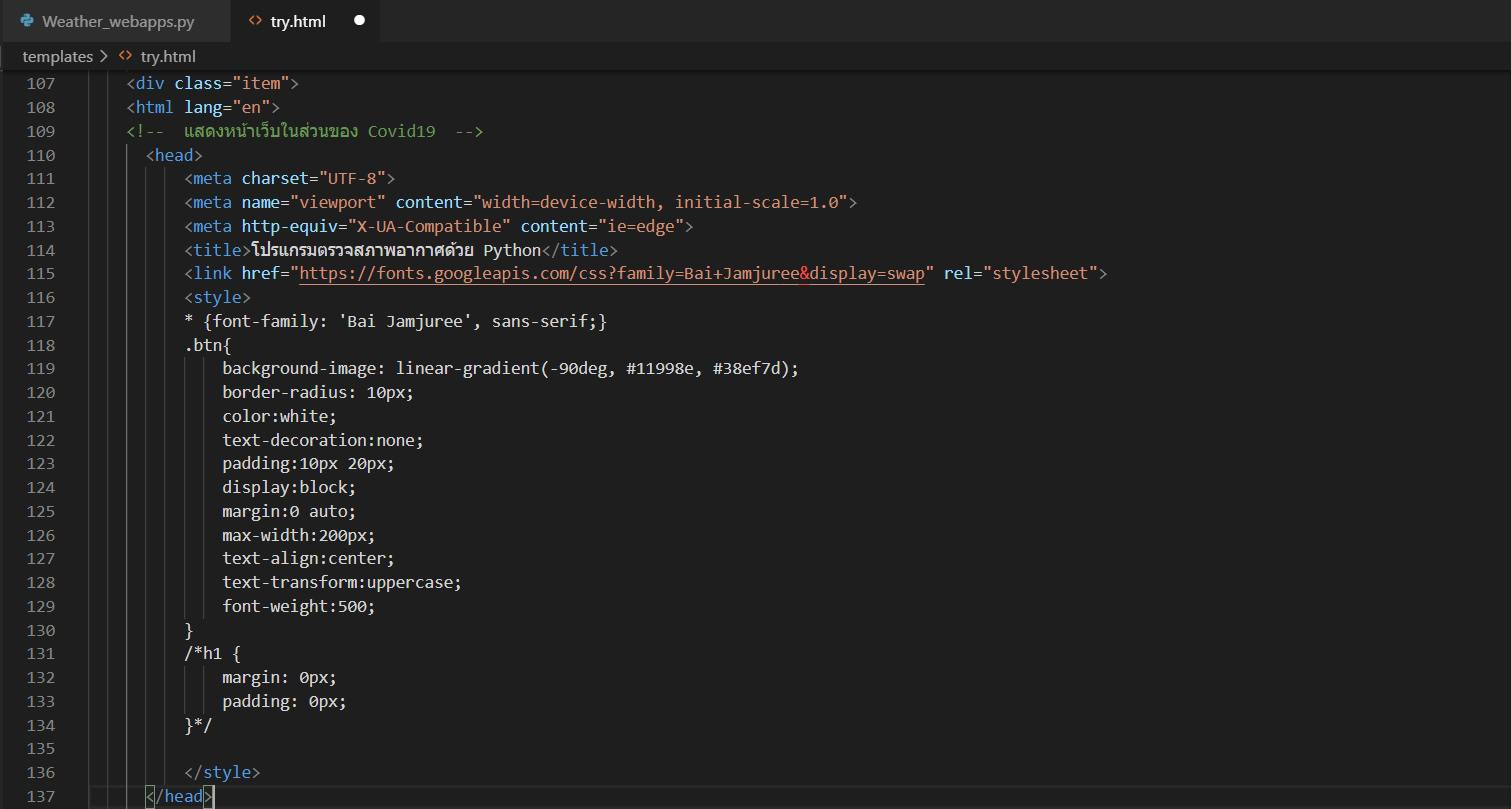 Weather_webapps.py
try.html
templates > try.html
107 <div class="item">
108 <html lang="en">
109 <!--  แสดงหน้าเว็บในส่วนของ Covid19  -->
110 <head>
111 <meta charset="UTF-8">
112 <meta name="viewport" content="width=device-width, initial-scale=1.0">
113 <meta http-equiv="X-UA-Compatible" content="ie=edge">
114 <title>โปรแกรมตรวจสภาพอากาศด้วย Python</title>
115 <link href="https://fonts.googleapis.com/css?family=Bai+Jamjuree&display=swap" rel="stylesheet">
116 <style>
117 * {font-family: 'Bai Jamjuree', sans-serif;}
118 .btn{
119 background-image: linear-gradient(-90deg, #11998e, #38ef7d);
120 border-radius: 10px;
121 color:white;
122 text-decoration:none;
123 padding:10px 20px;
124 display:block;
125 margin:0 auto;
126 max-width:200px;
127 text-align:center;
128 text-transform:uppercase;
129 font-weight:500;
130 }
131 /*h1 {
132 margin: 0px;
133 padding: 0px;
134 }*/
135
136 </style>
137 </head>